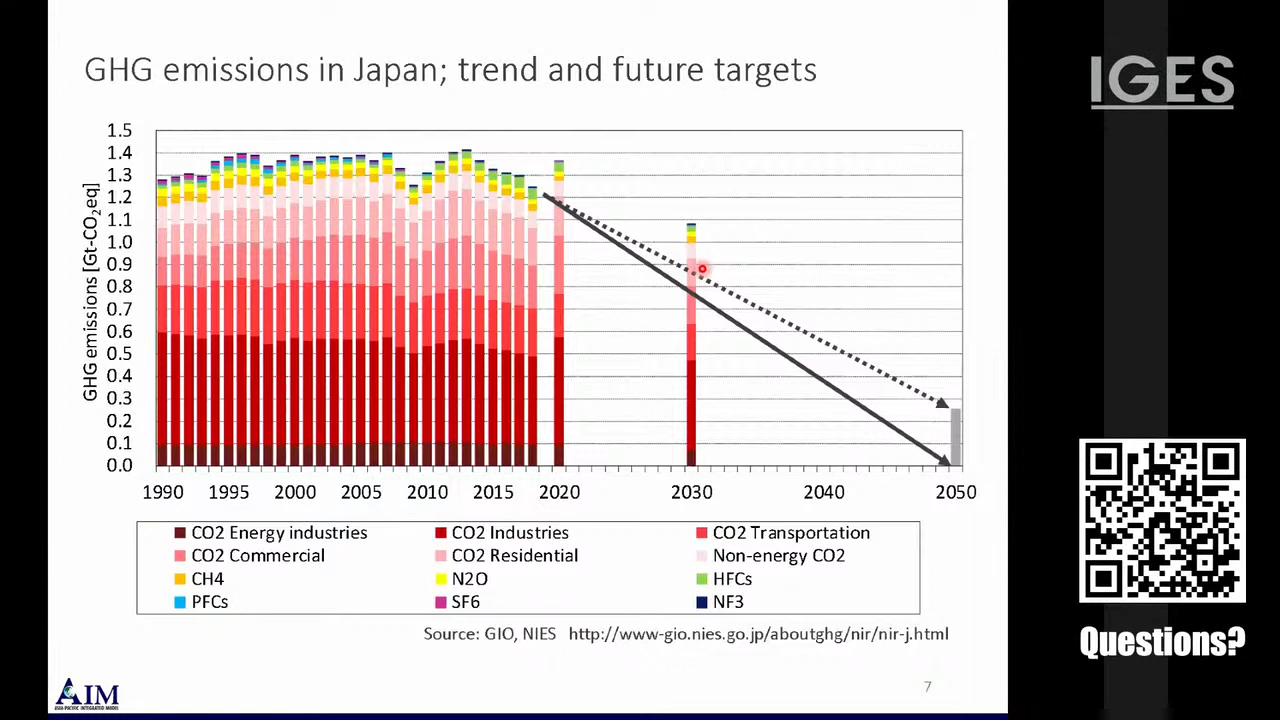 GHG emissions in Japan; trend and future targets
IGES
GHG emissions [Gt-CO2eq]
1.5
1.4
1.3
1.2
1.1
1.0
0.9
0.8
0.7
0.6
0.5
0.4
0.3
0.2
0.1
0.0
1990 1995 2000 2005 2010 2015 2020 2030 2040 2050
CO2 Energy industries CO2 Industries CO2 Transportation
CO2 Commercial CO2 Residential Non-energy CO2
CH4 N2O HFCs
PFCs SF6 NF3
Source: GIO, NIES http://www-gio.nies.go.jp/aboutghg/nir/nir-j.html
Questions?
AIM
ASIA-PACIFIC INTEGRATED MODEL
7